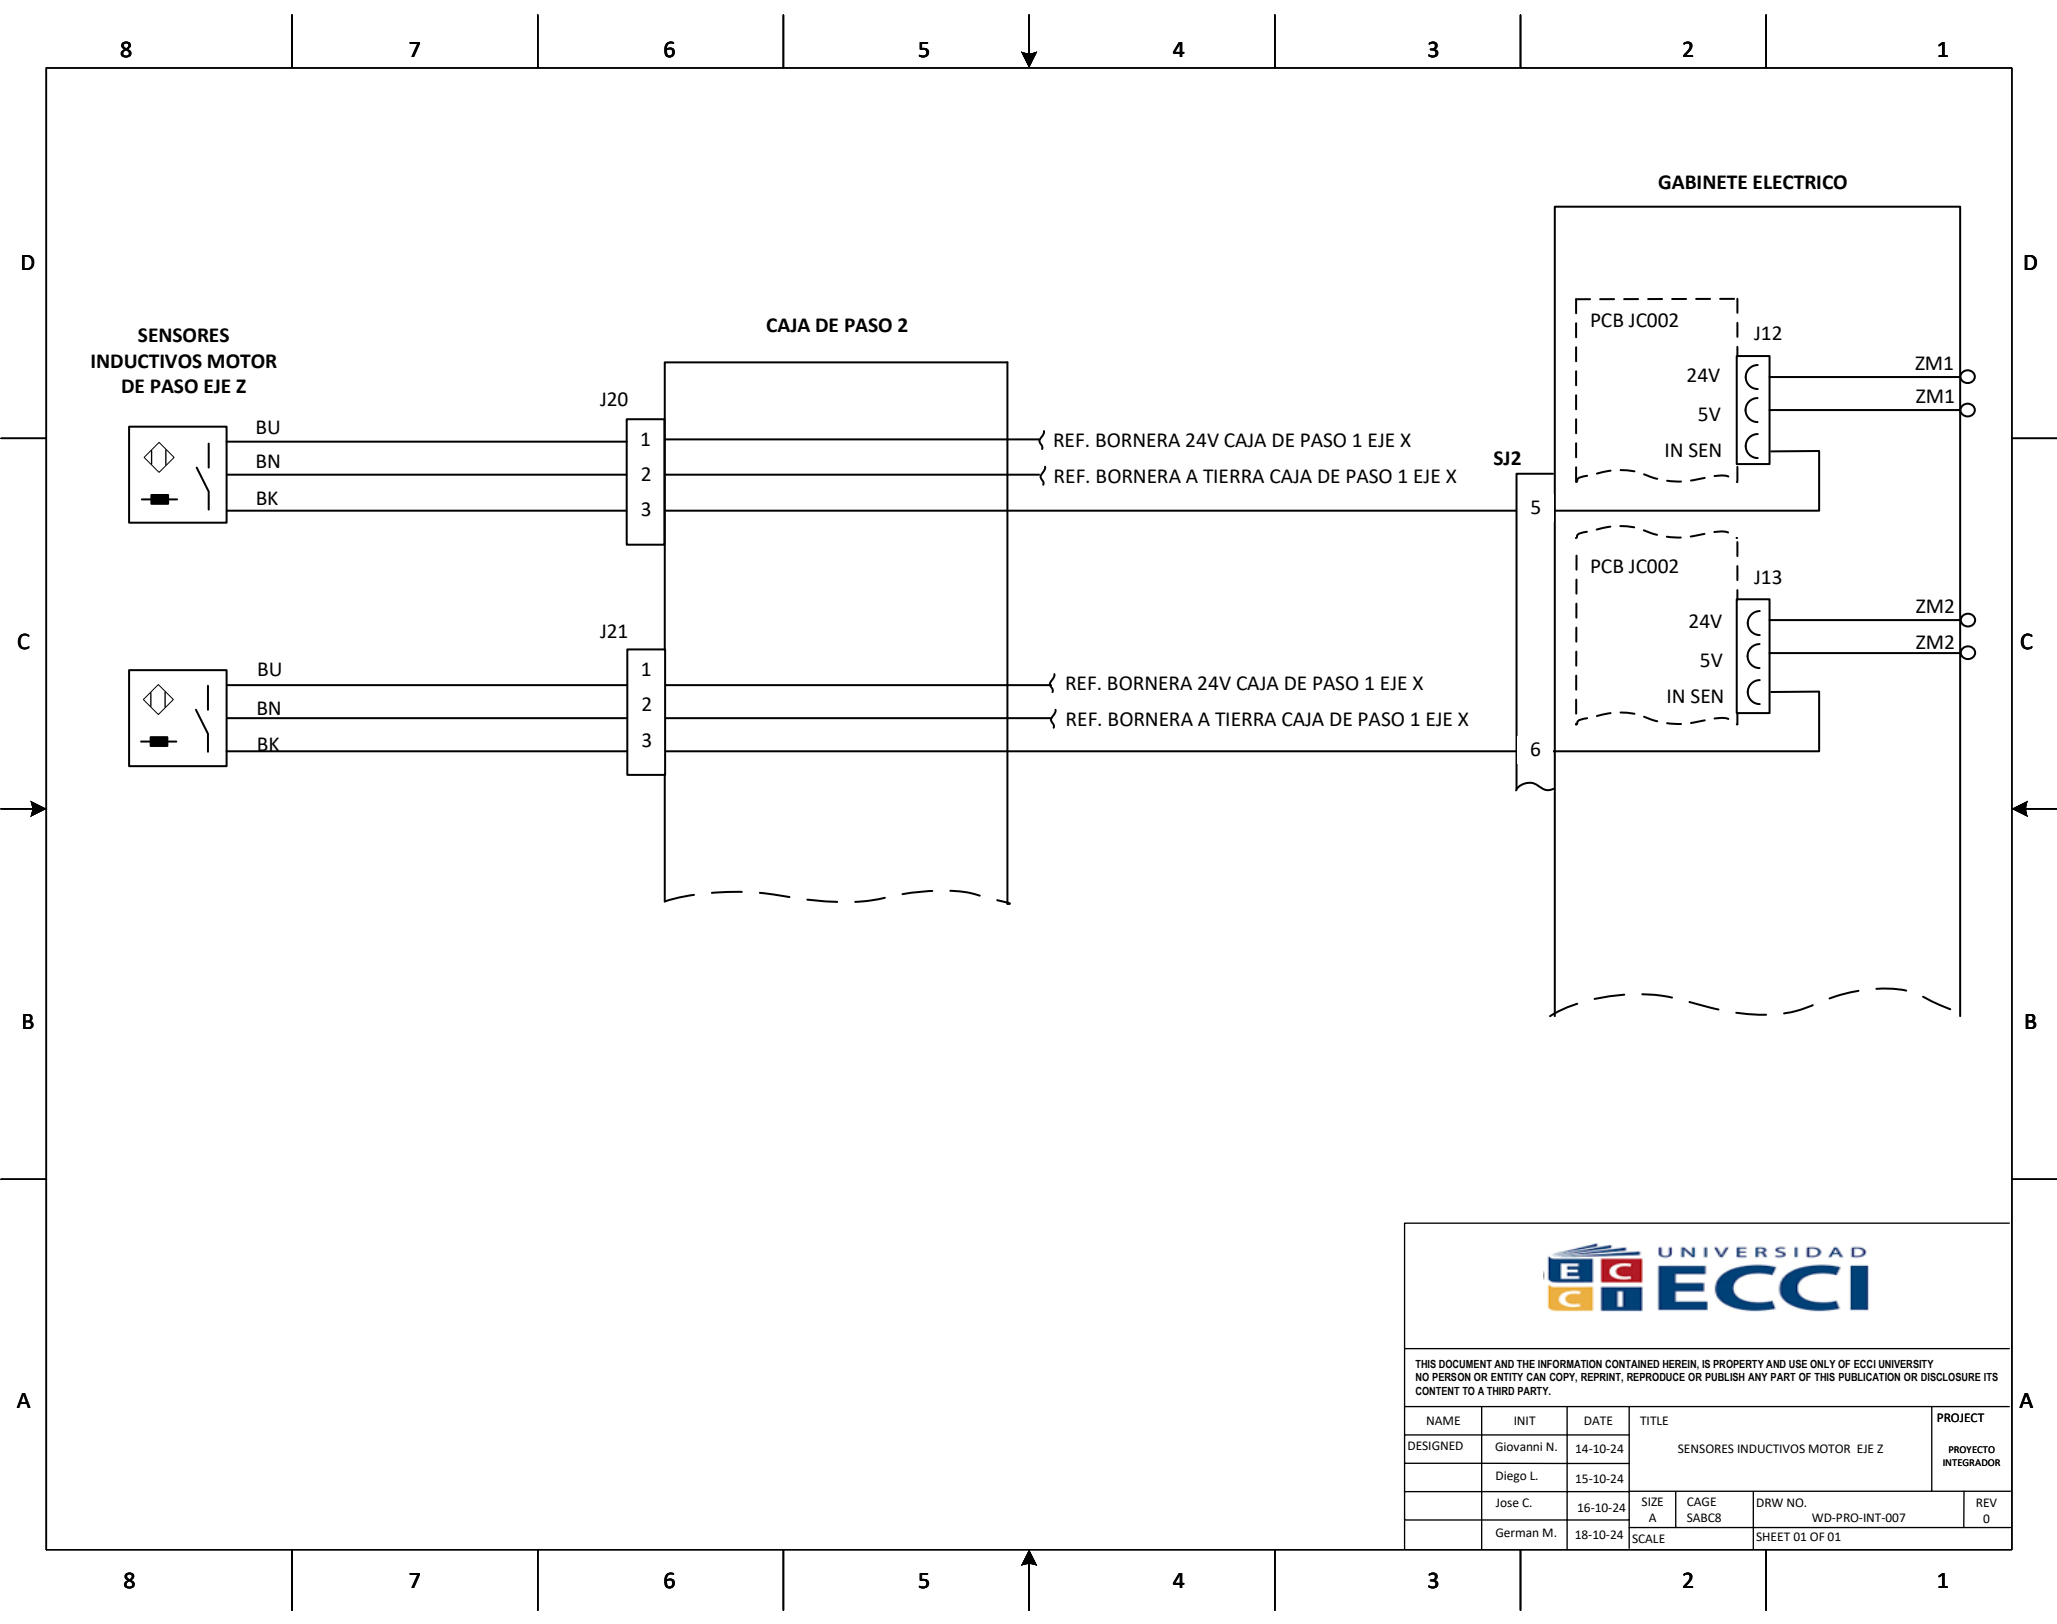 8 7 6 5 4 3 2 1
GABINETE ELECTRICO
D D
SENSORES
INDUCTIVOS MOTOR
DE PASO EJE Z
CAJA DE PASO 2
PCB JC002
J12
24V
5V
IN SEN
ZM1
ZM1
J20
BU
BN
BK
1
2
3
REF. BORNERA 24V CAJA DE PASO 1 EJE X
REF. BORNERA A TIERRA CAJA DE PASO 1 EJE X
SJ2
5
PCB JC002
J13
24V
5V
IN SEN
ZM2
ZM2
C C
J21
BU
BN
BK
1
2
3
REF. BORNERA 24V CAJA DE PASO 1 EJE X
REF. BORNERA A TIERRA CAJA DE PASO 1 EJE X
6
B B
UNIVERSIDAD
ECCI
E C
C I
THIS DOCUMENT AND THE INFORMATION CONTAINED HEREIN, IS PROPERTY AND USE ONLY OF ECCI UNIVERSITY
NO PERSON OR ENTITY CAN COPY, REPRINT, REPRODUCE OR PUBLISH ANY PART OF THIS PUBLICATION OR DISCLOSURE ITS
CONTENT TO A THIRD PARTY.
A A
NAME INIT DATE TITLE PROJECT
DESIGNED Giovanni N. 14-10-24 SENSORES INDUCTIVOS MOTOR EJE Z PROYECTO
INTEGRADOR
Diego L. 15-10-24
Jose C. 16-10-24 SIZE CAGE DRW NO. REV
A SABC8 WD-PRO-INT-007 0
German M. 18-10-24 SCALE SHEET 01 OF 01
8 7 6 5 4 3 2 1